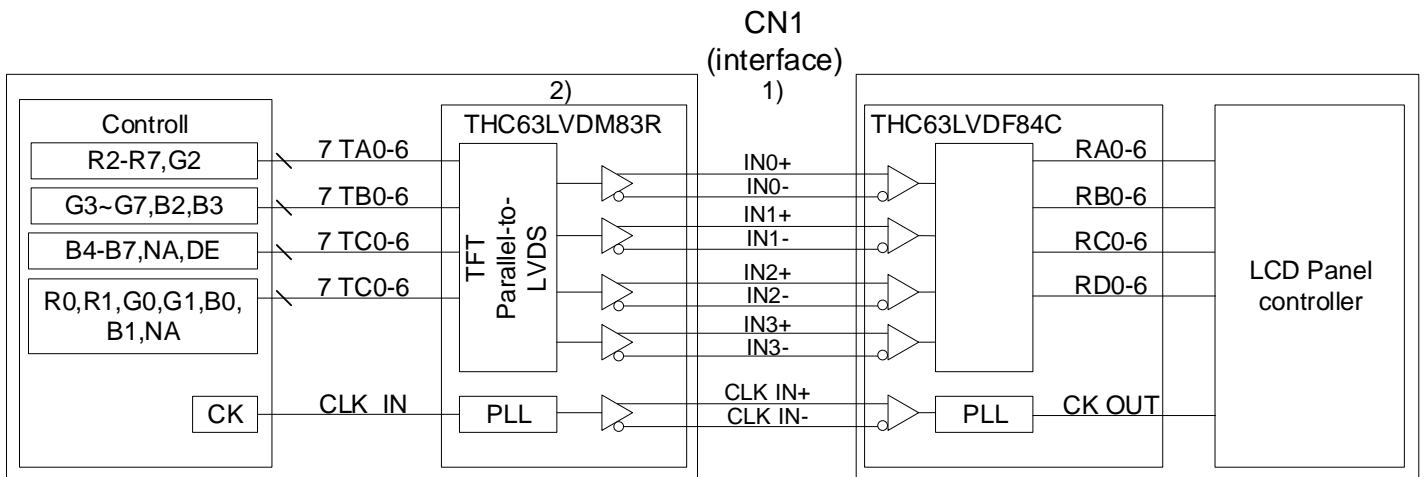 CN1
(interface)
1)
2)
Controll
R2-R7,G2
G3~G7,B2,B3
B4-B7,NA,DE
R0,R1,G0,G1,B0,
B1,NA
CK
7 TA0-6
7 TB0-6
7 TC0-6
7 TC0-6
CLK IN
THC63LVDM83R
TFT
Parallel-to-
LVDS
PLL
IN0+
IN0-
IN1+
IN1-
IN2+
IN2-
IN3+
IN3-
CLK IN+
CLK IN-
THC63LVDF84C
PLL
RA0-6
RB0-6
RC0-6
RD0-6
CK OUT
LCD Panel
controller